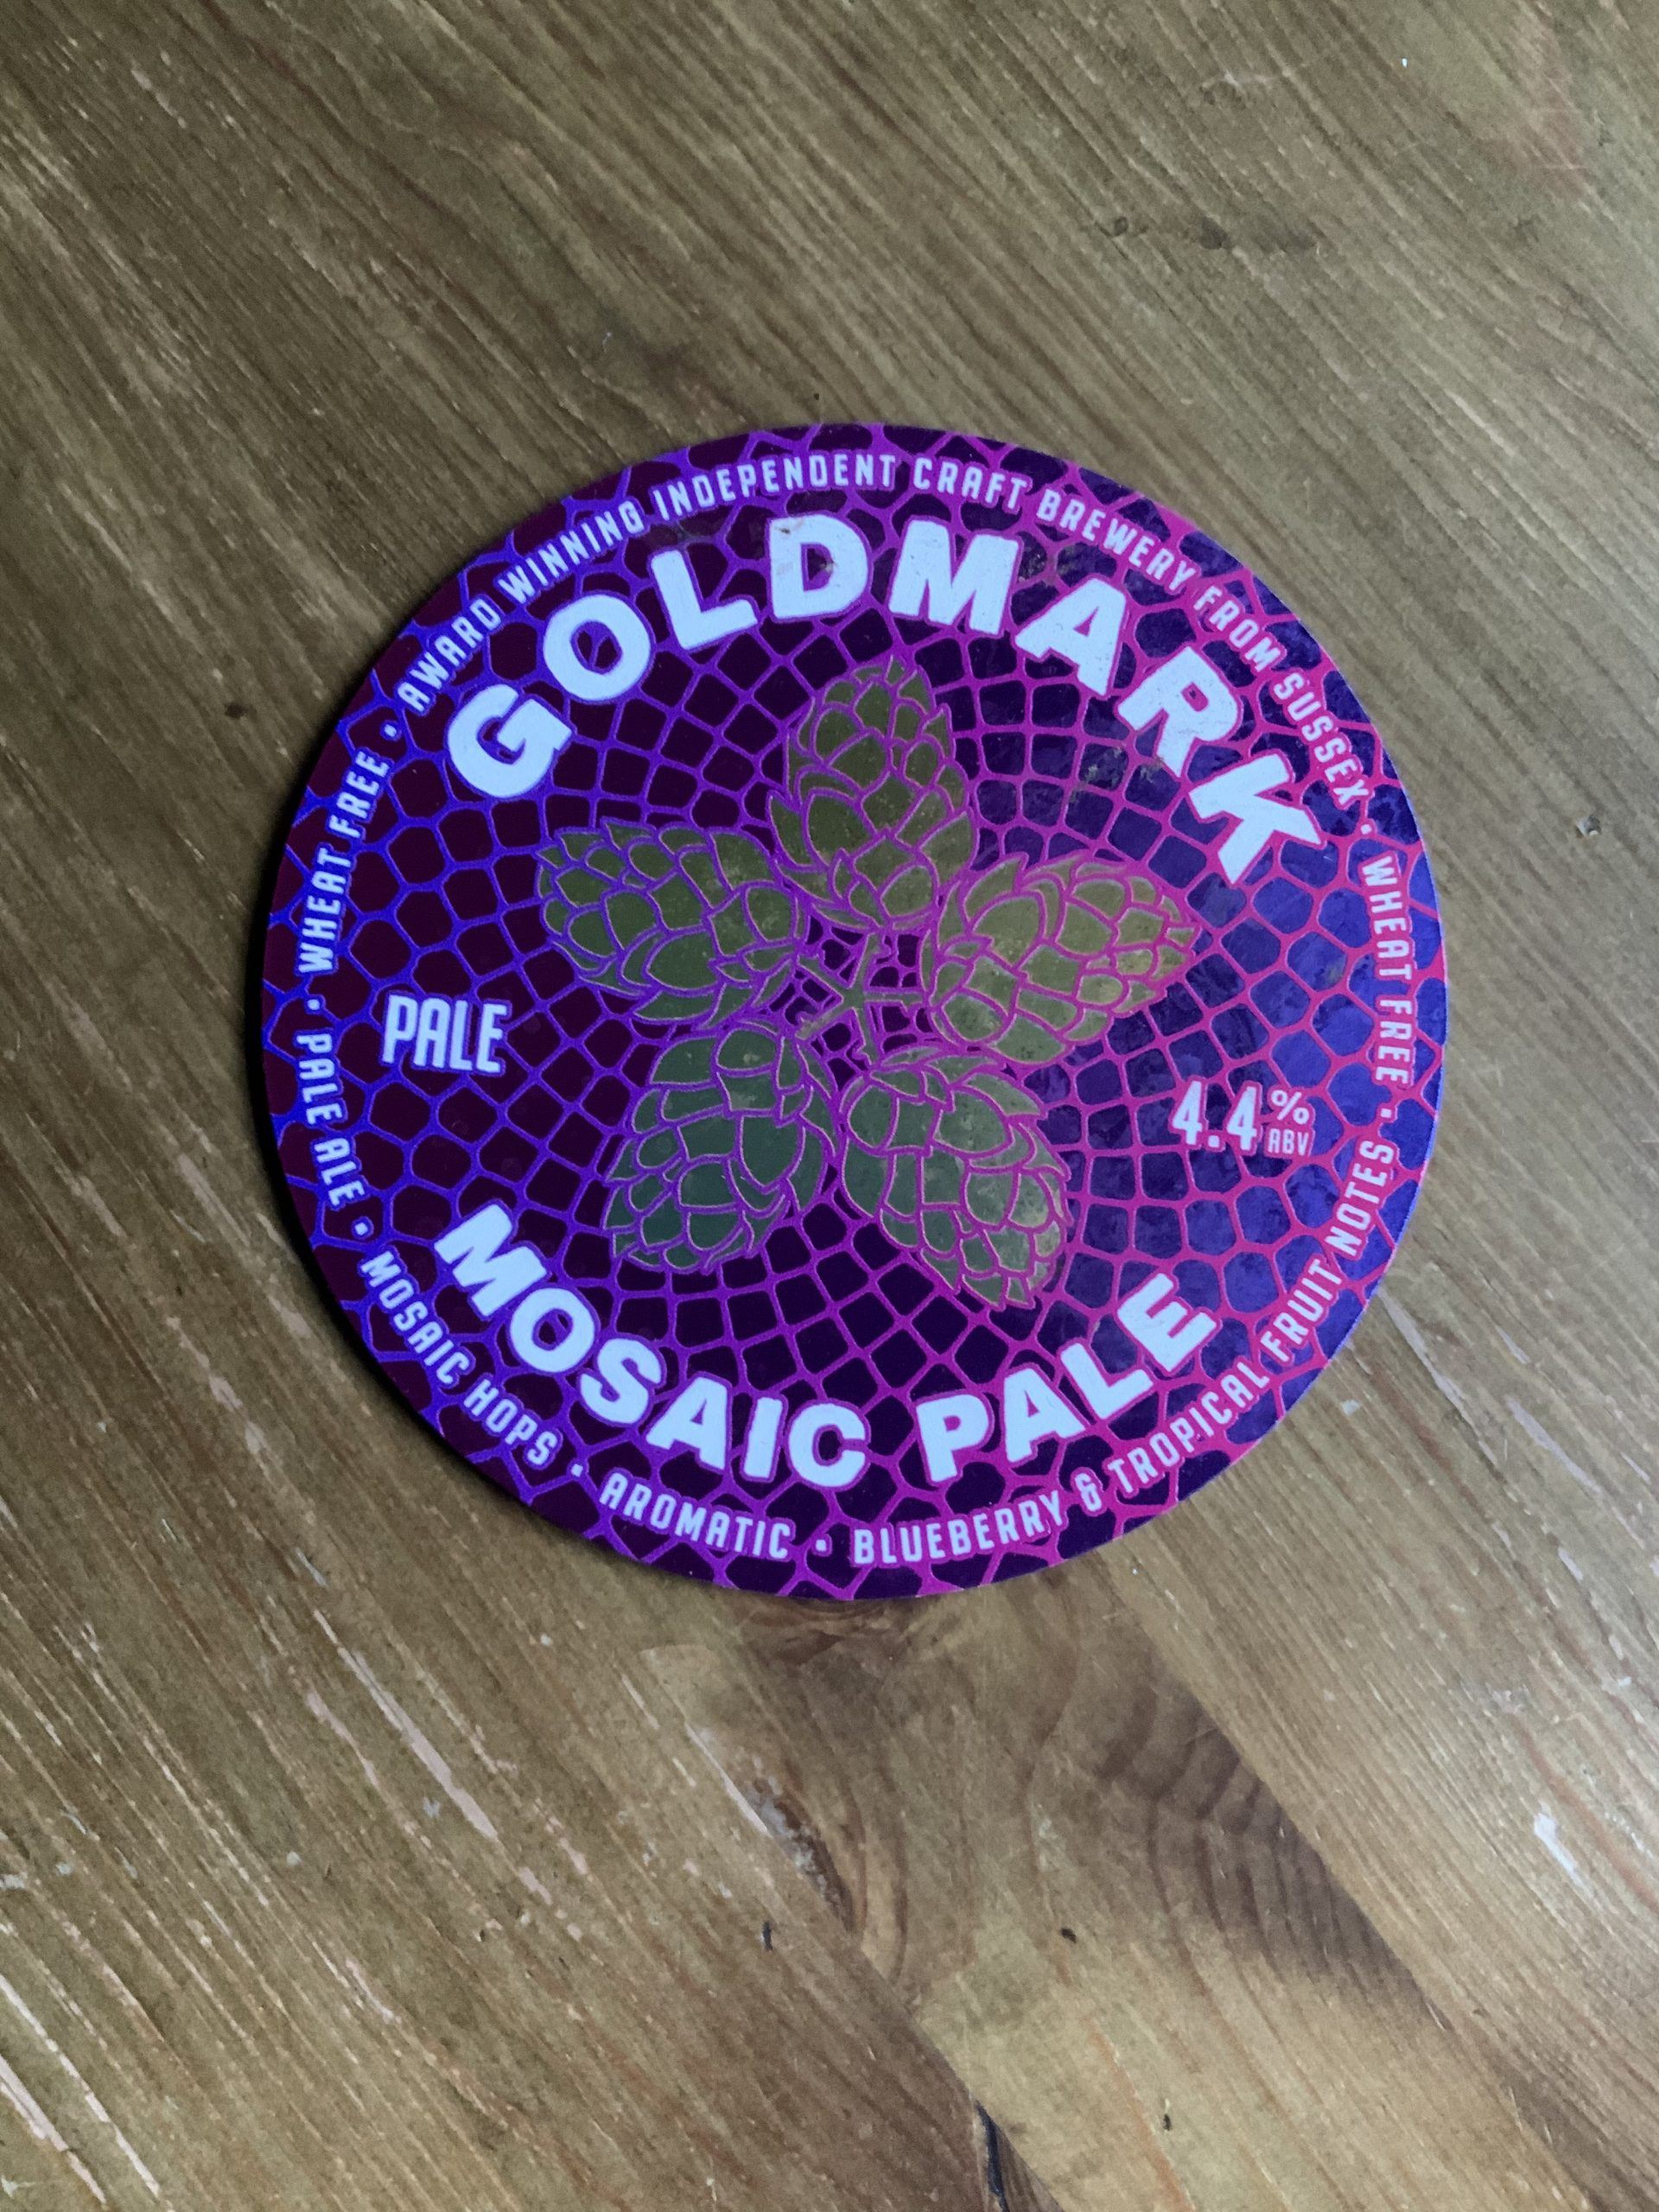 AWARD WINNING INDEPENDENT CRAFT BREWERY FROM SUSSEX • WHEAT FREE • BLUEBERRY & TROPICAL FRUIT NOTES • AROMATIC • MOSAIC HOPS • PALE ALE • WHEAT FREE •
GOLDMARK
PALE
4.4% ABV
MOSAIC PALE